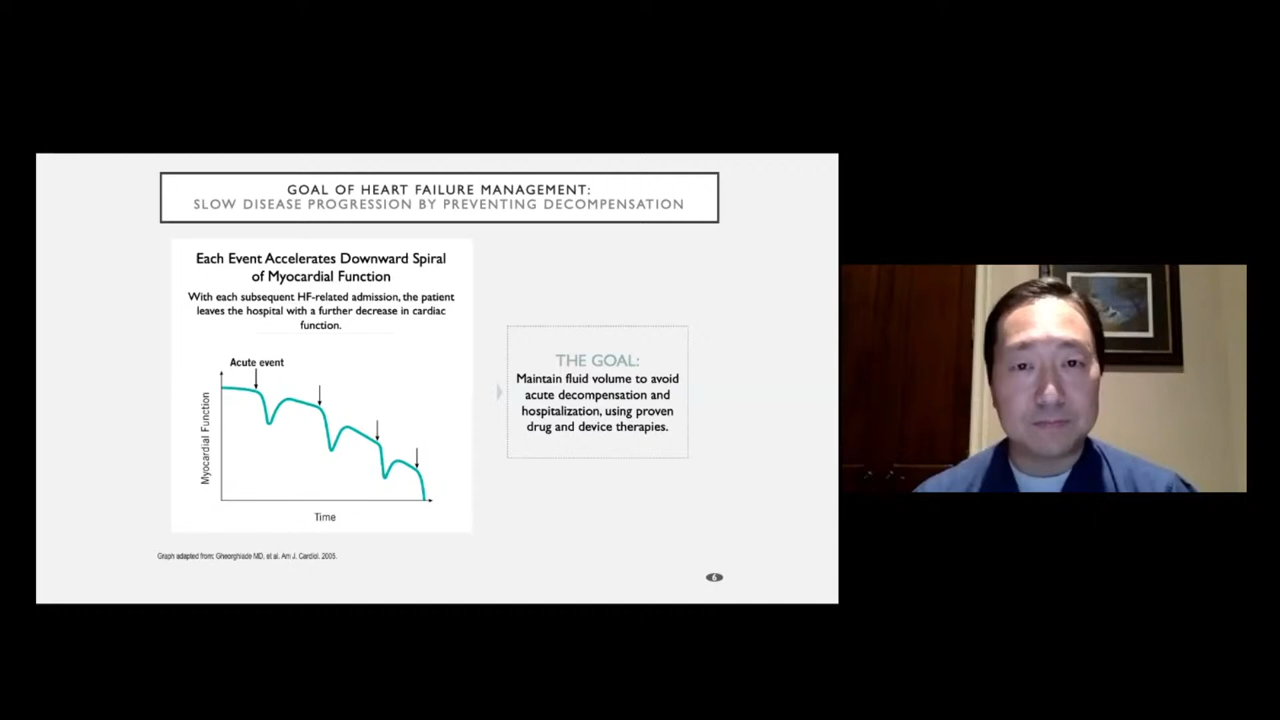 GOAL OF HEART FAILURE MANAGEMENT:
SLOW DISEASE PROGRESSION BY PREVENTING DECOMPENSATION
Each Event Accelerates Downward Spiral
of Myocardial Function
With each subsequent HF-related admission, the patient
leaves the hospital with a further decrease in cardiac
function.
Acute event
Myocardial Function
Time
THE GOAL:
Maintain fluid volume to avoid
acute decompensation and
hospitalization, using proven
drug and device therapies.
Graph adapted from: Gheorghiade MD, et al. Am J. Cardiol. 2005.
6